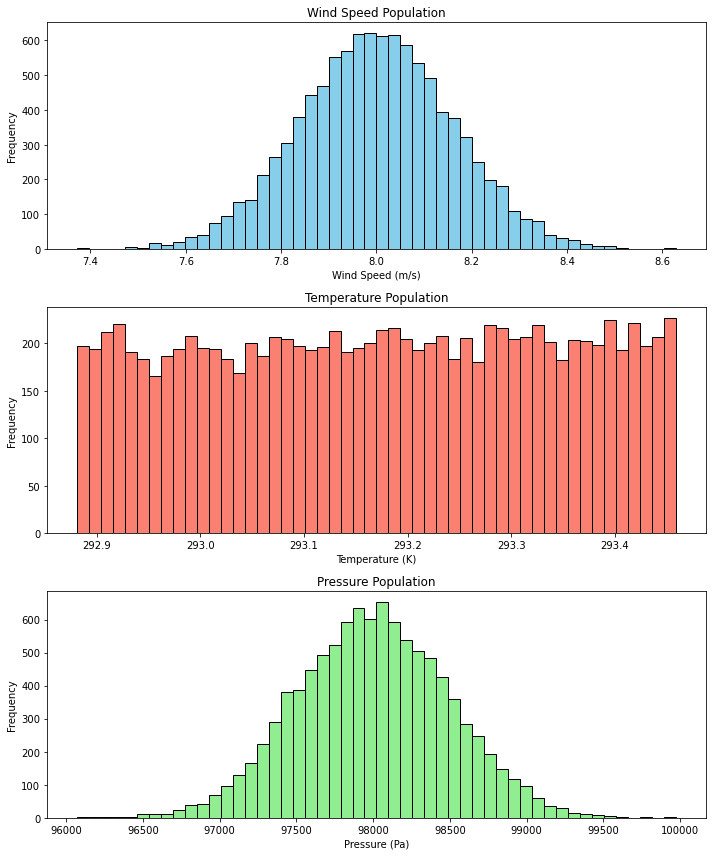 Wind Speed Population
Frequency
600
500
400
300
200
100
0
7.4 7.6 7.8 8.0 8.2 8.4 8.6
Wind Speed (m/s)
Temperature Population
Frequency
200
150
100
50
0
292.9 293.0 293.1 293.2 293.3 293.4
Temperature (K)
Pressure Population
Frequency
600
500
400
300
200
100
0
96000 96500 97000 97500 98000 98500 99000 99500 100000
Pressure (Pa)